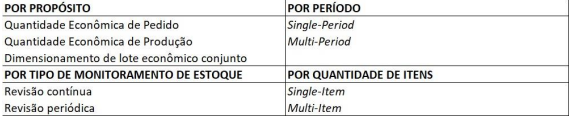 POR PROPÓSITO
Quantidade Econômica de Pedido
Quantidade Econômica de Produção
Dimensionamento de lote econômico conjunto
POR PERÍODO
Single-Period
Multi-Period
POR TIPO DE MONITORAMENTO DE ESTOQUE
Revisão contínua
Revisão periódica
POR QUANTIDADE DE ITENS
Single-Item
Multi-Item